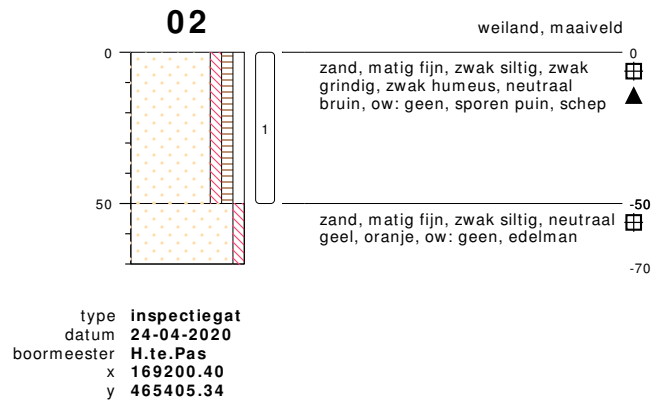 02
weiland, maaiveld
0
0
zand, matig fijn, zwak siltig, zwak
grindig, zwak humeus, neutraal
bruin, ow: geen, sporen puin, schep
1
50
-50
zand, matig fijn, zwak siltig, neutraal
geel, oranje, ow: geen, edelman
-70
type inspectiegat
datum 24-04-2020
boormeester H.te.Pas
x 169200.40
y 465405.34